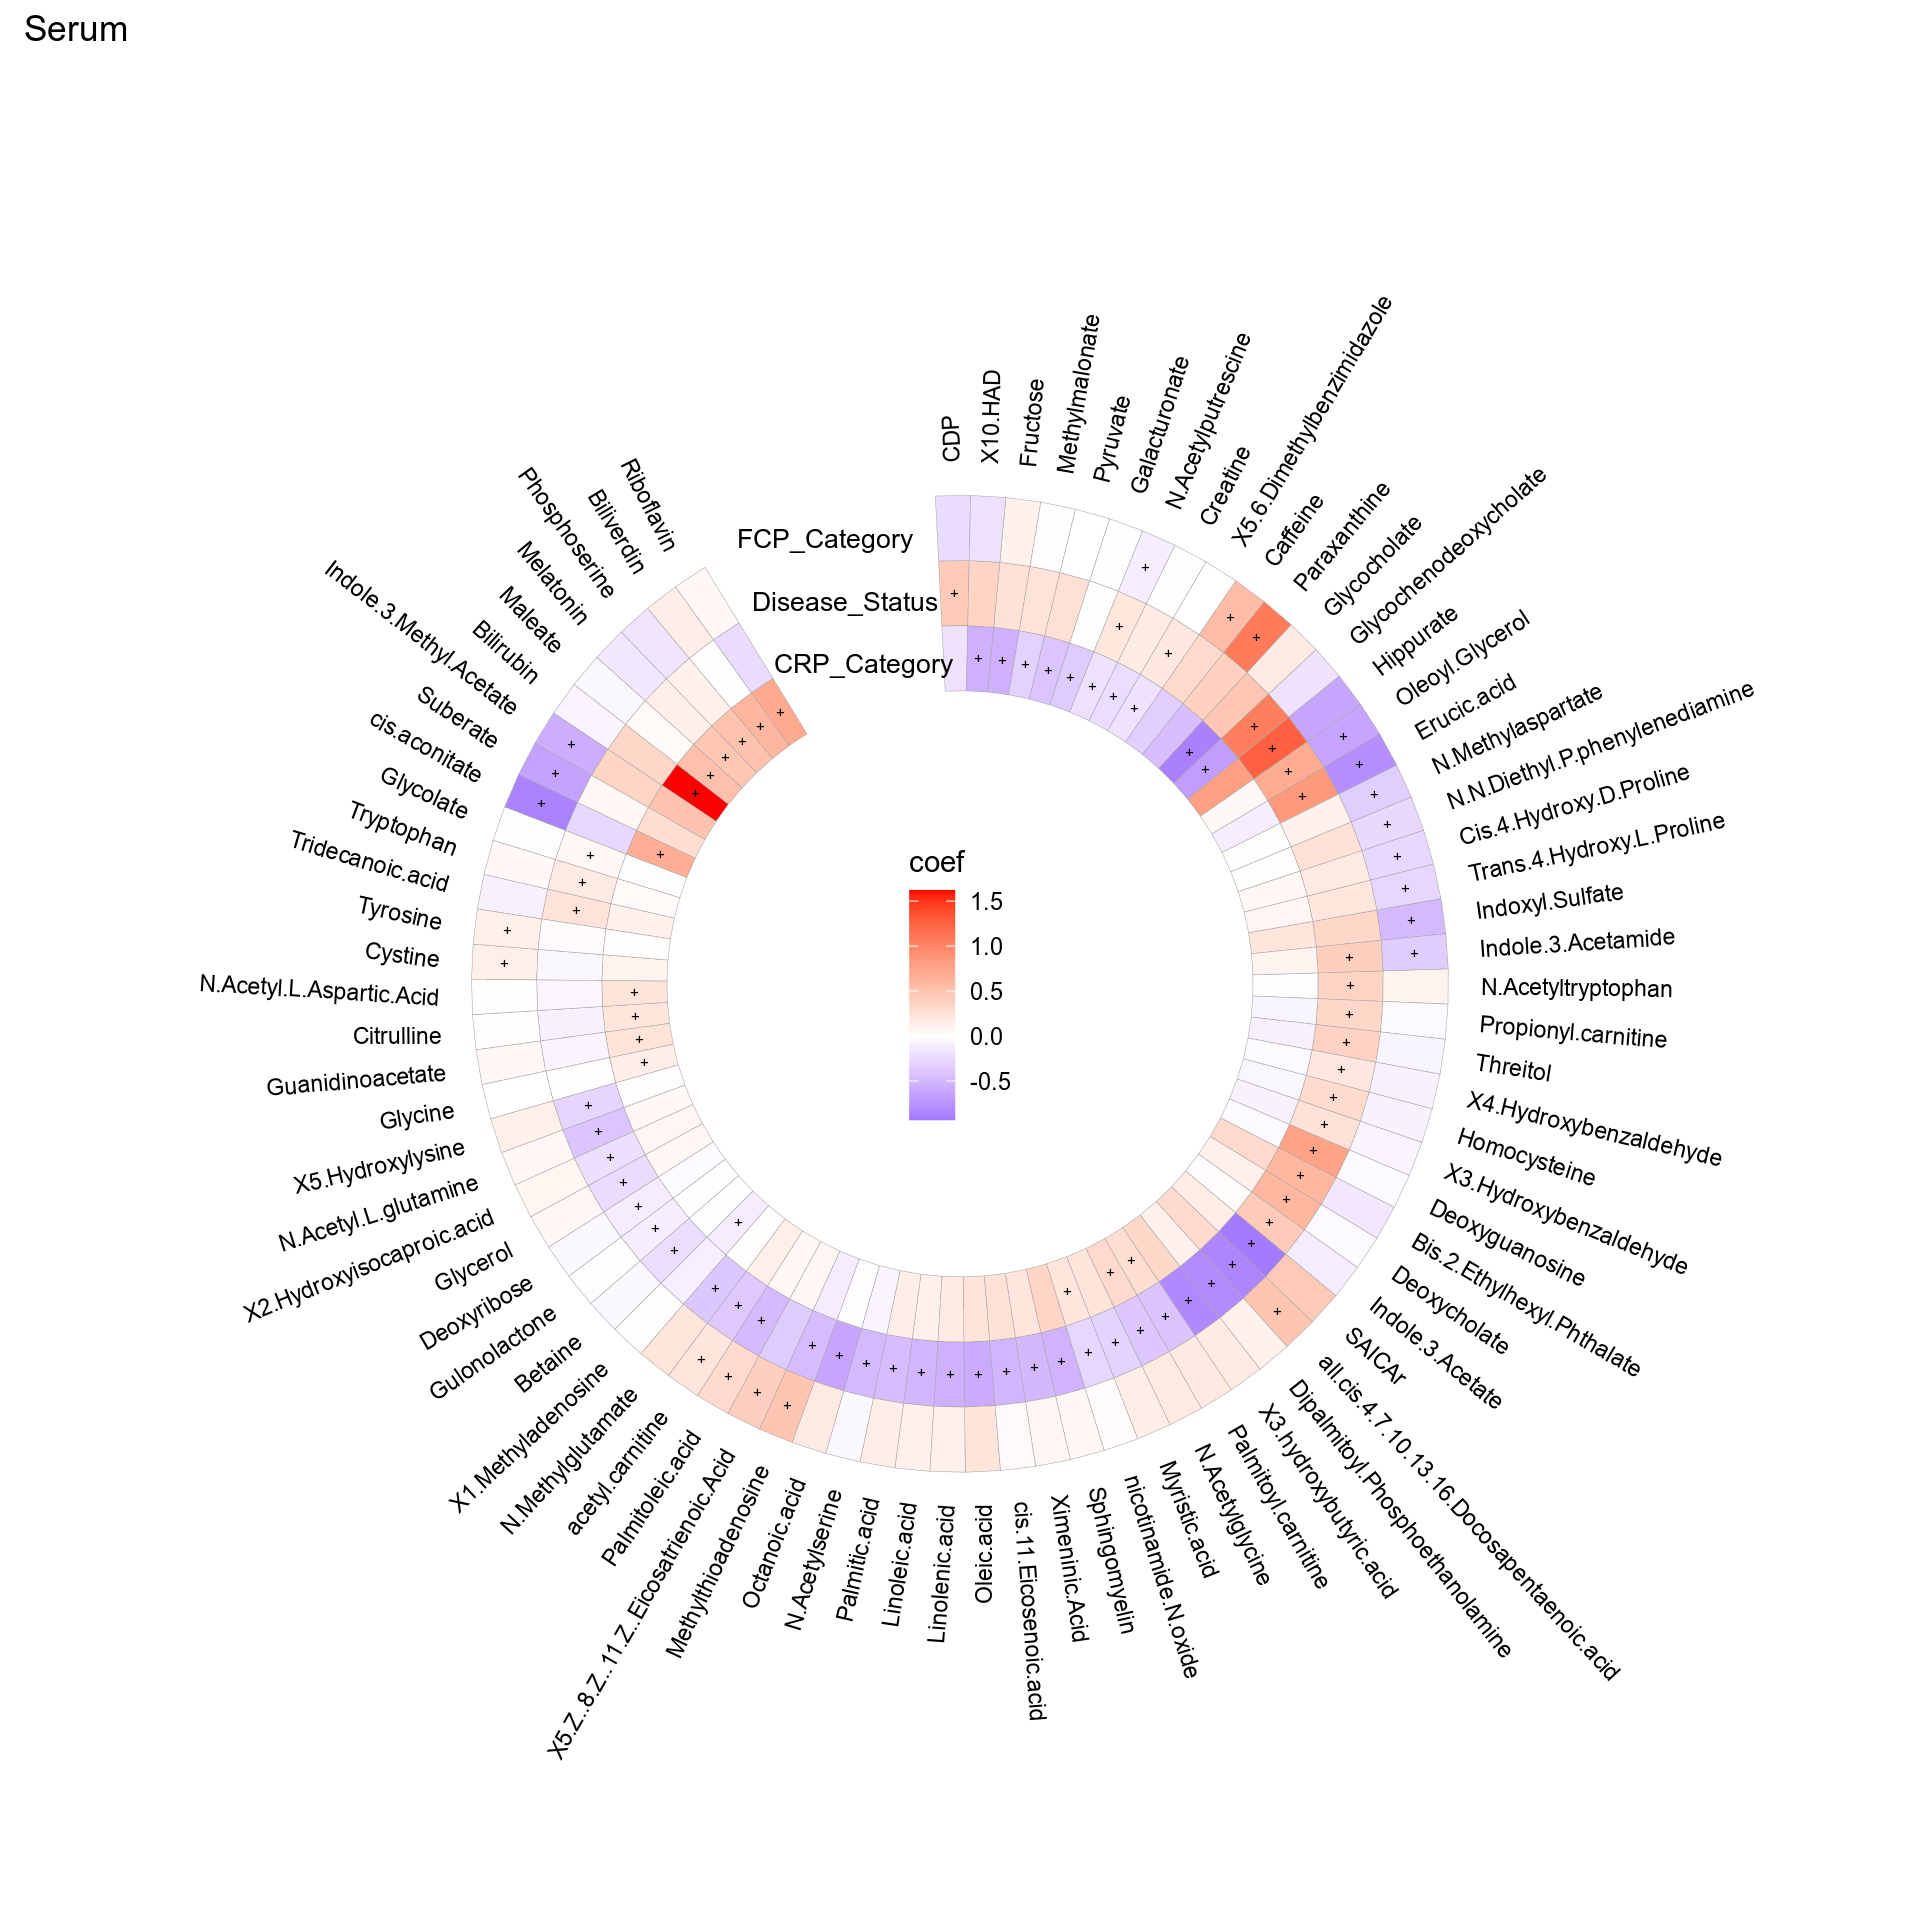 Serum
CDP
X10.HAD
Fructose
Methylmalonate
Pyruvate
Galacturonate
N.Acetylputrescine
Creatine
X5.6.Dimethylbenzimidazole
Caffeine
Paraxanthine
Glycocholate
Glycochenodeoxycholate
Hippurate
Oleoyl.Glycerol
Erucic.acid
N.Methylaspartate
N.N.Diethyl.P.phenylenediamine
Cis.4.Hydroxy.D.Proline
Trans.4.Hydroxy.L.Proline
Indoxyl.Sulfate
Indole.3.Acetamide
N.Acetyltryptophan
Propionyl.carnitine
Threitol
X4.Hydroxybenzaldehyde
Homocysteine
X3.Hydroxybenzaldehyde
Deoxyguanosine
Bis.2.Ethylhexyl.Phthalate
Deoxycholate
Indole.3.Acetate
SAICAr
all.cis.4.7.10.13.16.Docosapentaenoic.acid
Dipalmitoyl.Phosphoethanolamine
X3.hydroxybutyric.acid
Palmitoyl.carnitine
N.Acetylglycine
Myristic.acid
nicotinamide.N.oxide
Sphingomyelin
Ximeninic.Acid
cis.11.Eicosenoic.acid
Oleic.acid
Linolenic.acid
Linoleic.acid
Palmitic.acid
N.Acetylserine
Octanoic.acid
Methylthioadenosine
X5.Z..8.Z..11.Z..Eicosatrienoic.Acid
Palmitoleic.acid
acetyl.carnitine
N.Methylglutamate
X1.Methyladenosine
Betaine
Gulonolactone
Deoxyribose
Glycerol
X2.Hydroxyisocaproic.acid
N.Acetyl.L.glutamine
X5.Hydroxylysine
Glycine
Guanidinoacetate
Citrulline
N.Acetyl.L.Aspartic.Acid
Cystine
Tyrosine
Tridecanoic.acid
Tryptophan
Glycolate
cis.aconitate
Suberate
Indole.3.Methyl.Acetate
Bilirubin
Maleate
Melatonin
Phosphoserine
Biliverdin
Riboflavin
FCP_Category
Disease_Status
CRP_Category
coef
1.5
1.0
0.5
0.0
-0.5